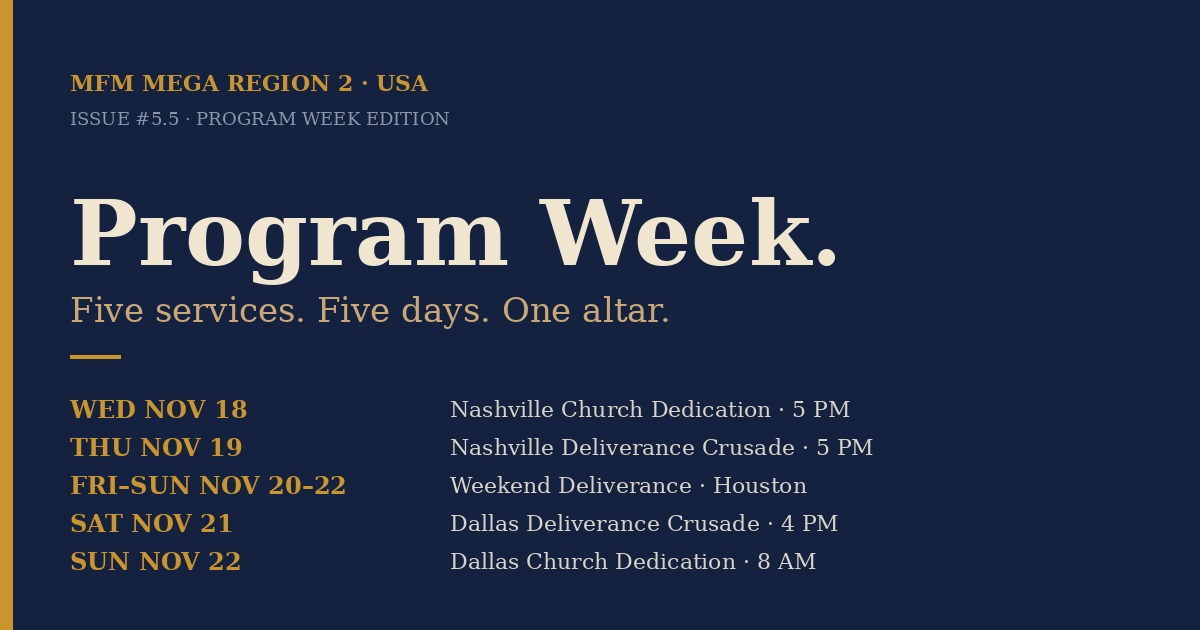 MFM MEGA REGION 2 · USA
ISSUE #5.5 · PROGRAM WEEK EDITION
Program Week.
Five services. Five days. One altar.
WED NOV 18 Nashville Church Dedication · 5 PM
THU NOV 19 Nashville Deliverance Crusade · 5 PM
FRI–SUN NOV 20–22 Weekend Deliverance · Houston
SAT NOV 21 Dallas Deliverance Crusade · 4 PM
SUN NOV 22 Dallas Church Dedication · 8 AM